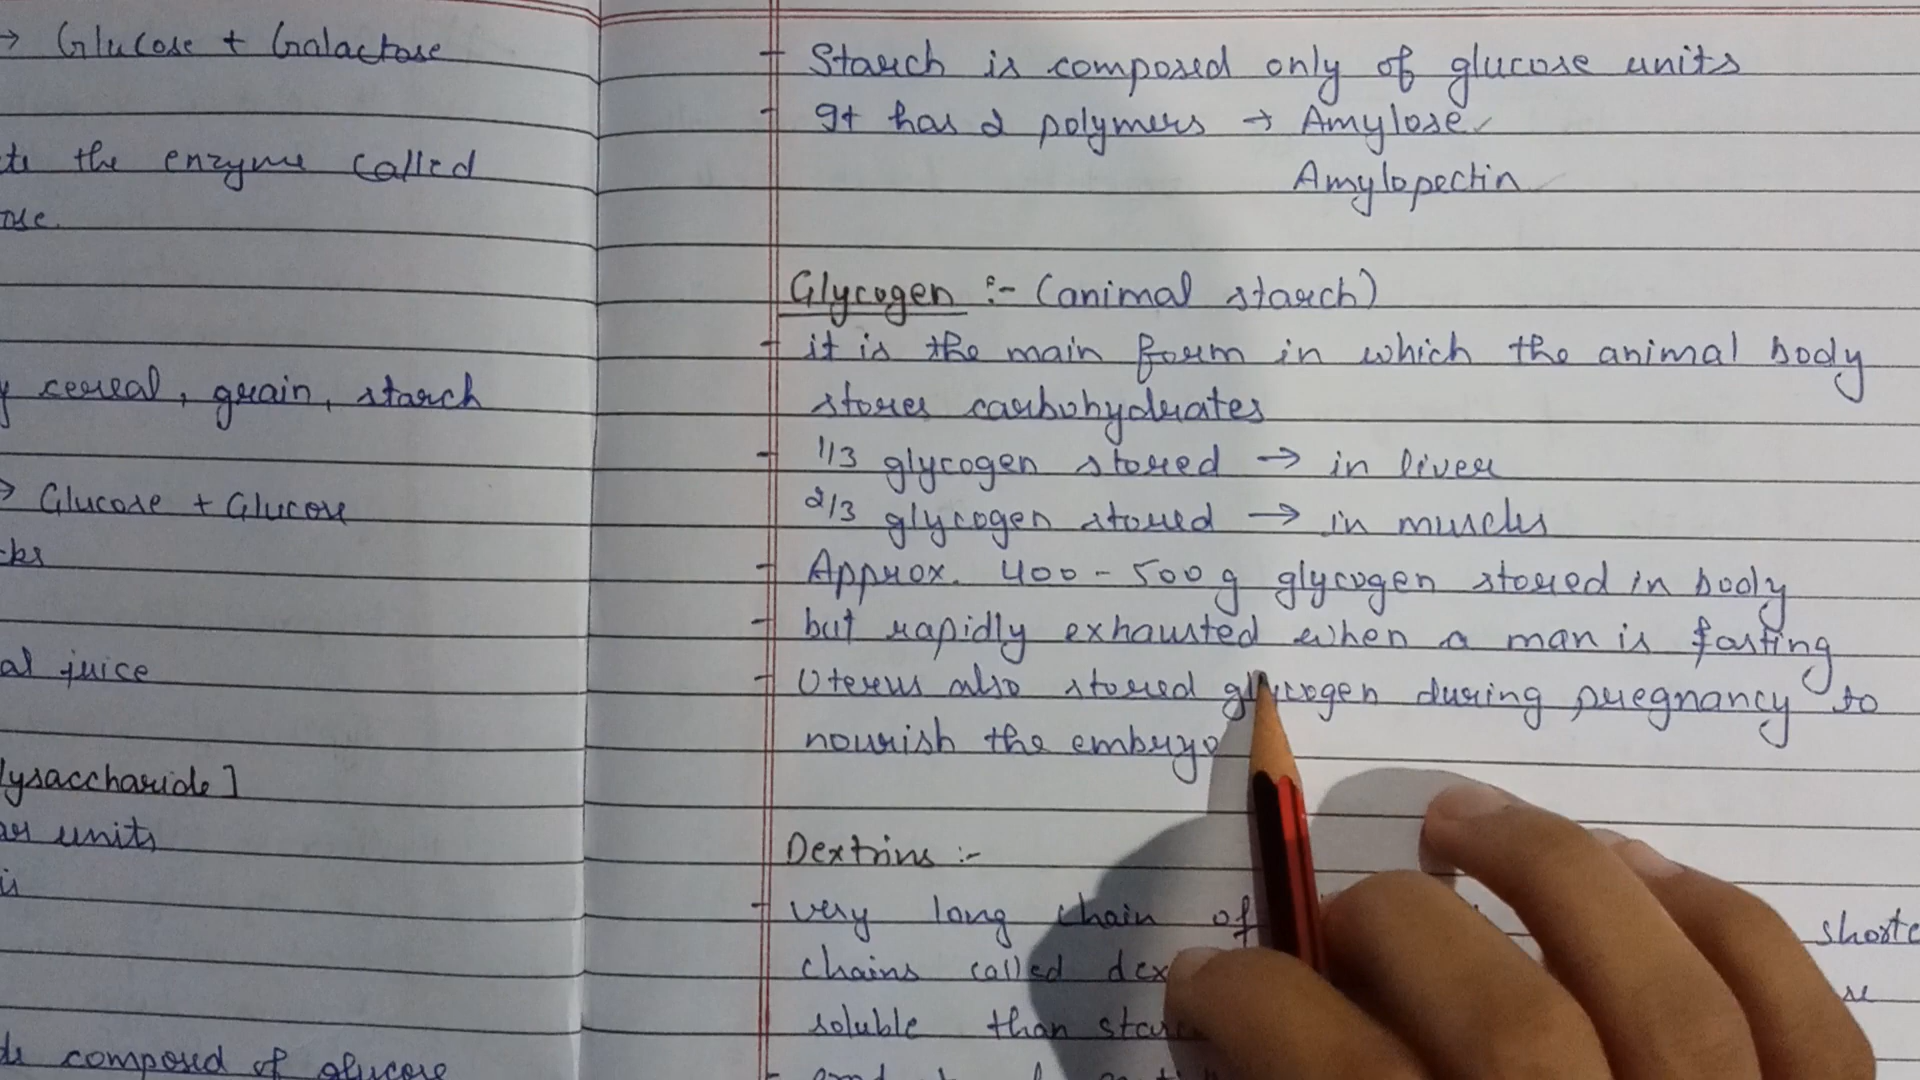 → Glucose + Galactose
the enzyme called
cereal, grain, starch
→ Glucose + Glucose
juice
units
is
composed of glucose
- Starch is composed only of glucose units
- It has 2 polymers → Amylose
Amylopectin
Glycogen :- (animal starch)
- it is the main form in which the animal body
stores carbohydrates
- 1/3 glycogen stored → in liver
2/3 glycogen stored → in muscles
- Approx. 400 - 500 g glycogen stored in body
- but rapidly exhausted when a man is fasting
- Uterus also stored glycogen during pregnancy to
nourish the embryo
Dextrins :-
- very long chain of
chains called
soluble than